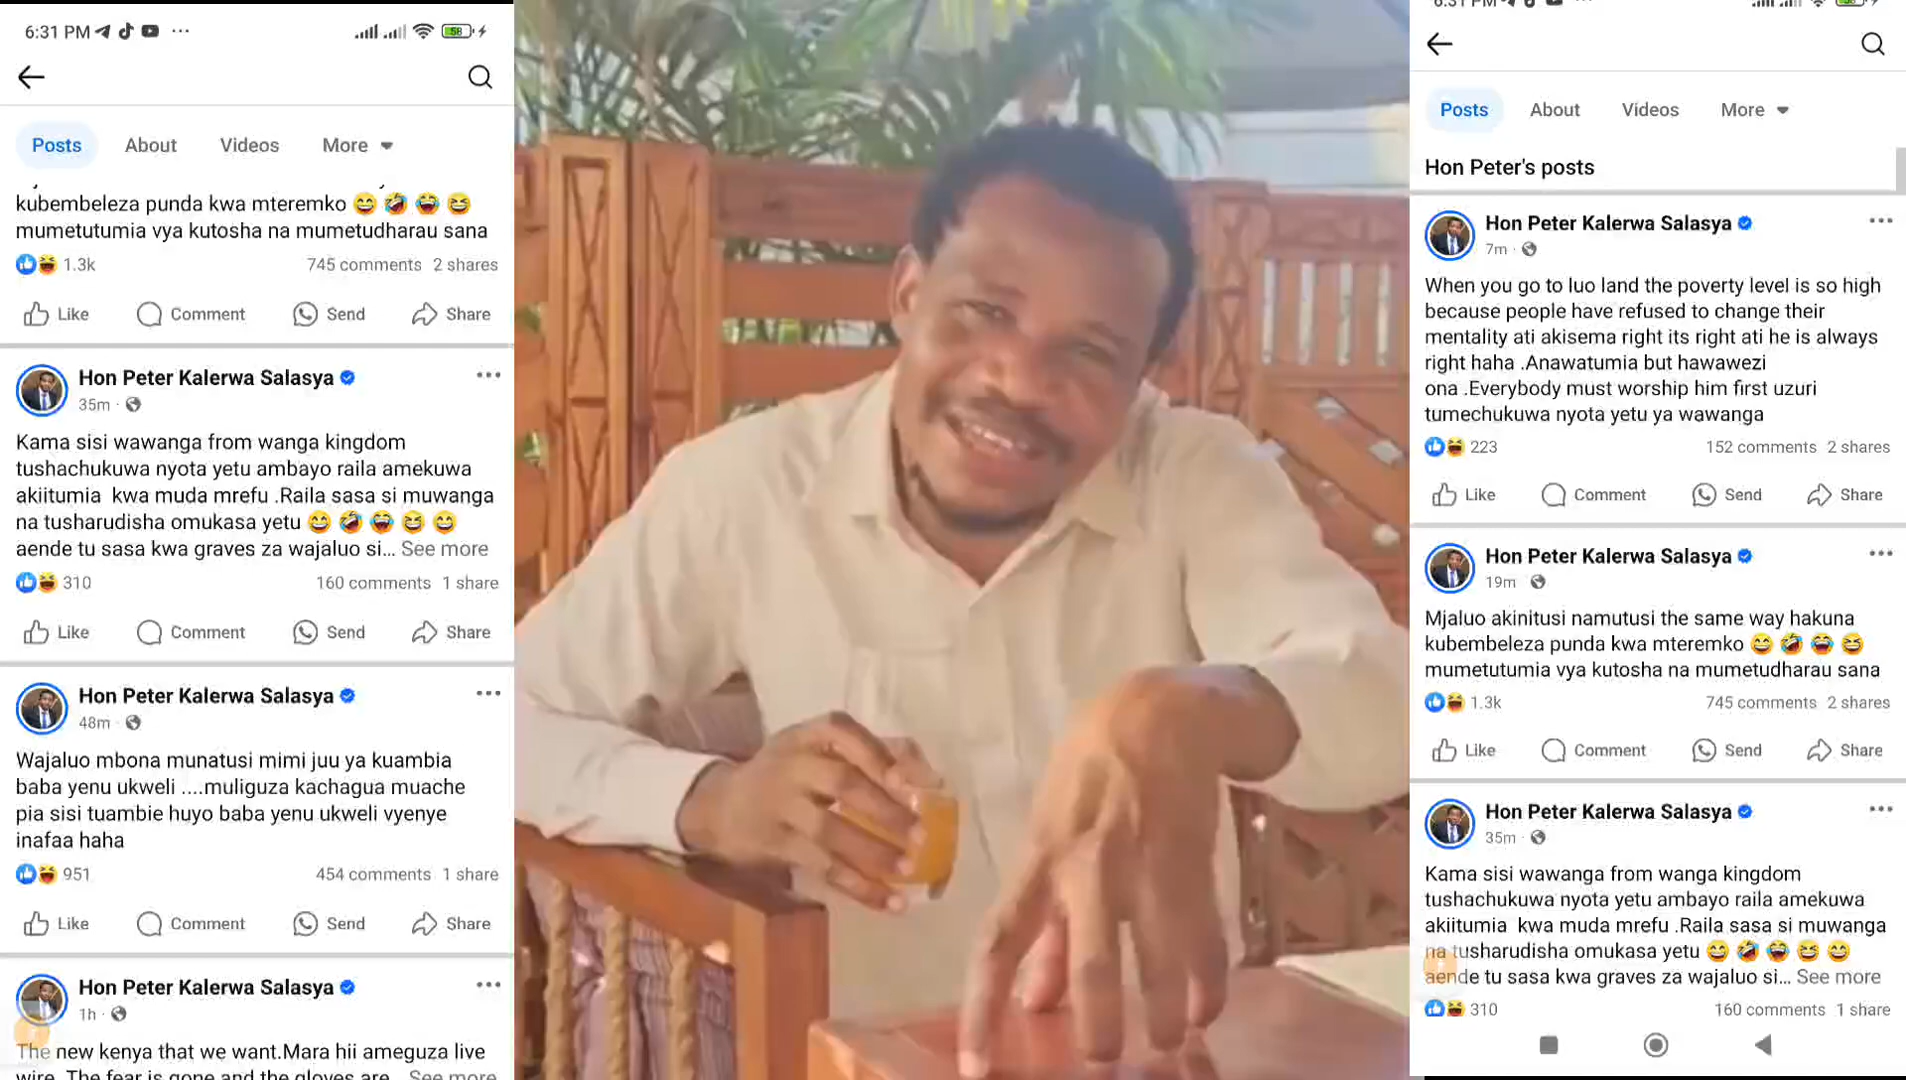 6:31 PM
58
Posts
About
Videos
More
kubembeleza punda kwa mteremko 😄 🤣 😂 😆
mumetutumia vya kutosha na mumetudharau sana
1.3k
745 comments 2 shares
Like
Comment
Send
Share
Hon Peter Kalerwa Salasya
35m
Kama sisi wawanga from wanga kingdom
tushachukuwa nyota yetu ambayo raila amekuwa
akiitumia kwa muda mrefu .Raila sasa si muwanga
na tusharudisha omukasa yetu 😄 🤣 😂 😆 😄
aende tu sasa kwa graves za wajaluo si... See more
310
160 comments 1 share
Like
Comment
Send
Share
Hon Peter Kalerwa Salasya
48m
Wajaluo mbona munatusi mimi juu ya kuambia
baba yenu ukweli ....muliguza kachagua muache
pia sisi tuambie huyo baba yenu ukweli vyenye
inafaa haha
951
454 comments 1 share
Like
Comment
Send
Share
Hon Peter Kalerwa Salasya
1h
The new kenya that we want.Mara hii ameguza live
wire. The fear is gone and the gloves are... See more
6:31 PM
Posts
About
Videos
More
Hon Peter's posts
Hon Peter Kalerwa Salasya
7m
When you go to luo land the poverty level is so high
because people have refused to change their
mentality ati akisema right its right ati he is always
right haha .Anawatumia but hawawezi
ona .Everybody must worship him first uzuri
tumechukuwa nyota yetu ya wawanga
223
152 comments 2 shares
Like
Comment
Send
Share
Hon Peter Kalerwa Salasya
19m
Mjaluo akinitusi namutusi the same way hakuna
kubembeleza punda kwa mteremko 😄 🤣 😂 😆
mumetutumia vya kutosha na mumetudharau sana
1.3k
745 comments 2 shares
Like
Comment
Send
Share
Hon Peter Kalerwa Salasya
35m
Kama sisi wawanga from wanga kingdom
tushachukuwa nyota yetu ambayo raila amekuwa
akiitumia kwa muda mrefu .Raila sasa si muwanga
na tusharudisha omukasa yetu 😄 🤣 😂 😆 😄
aende tu sasa kwa graves za wajaluo si... See more
310
160 comments 1 share